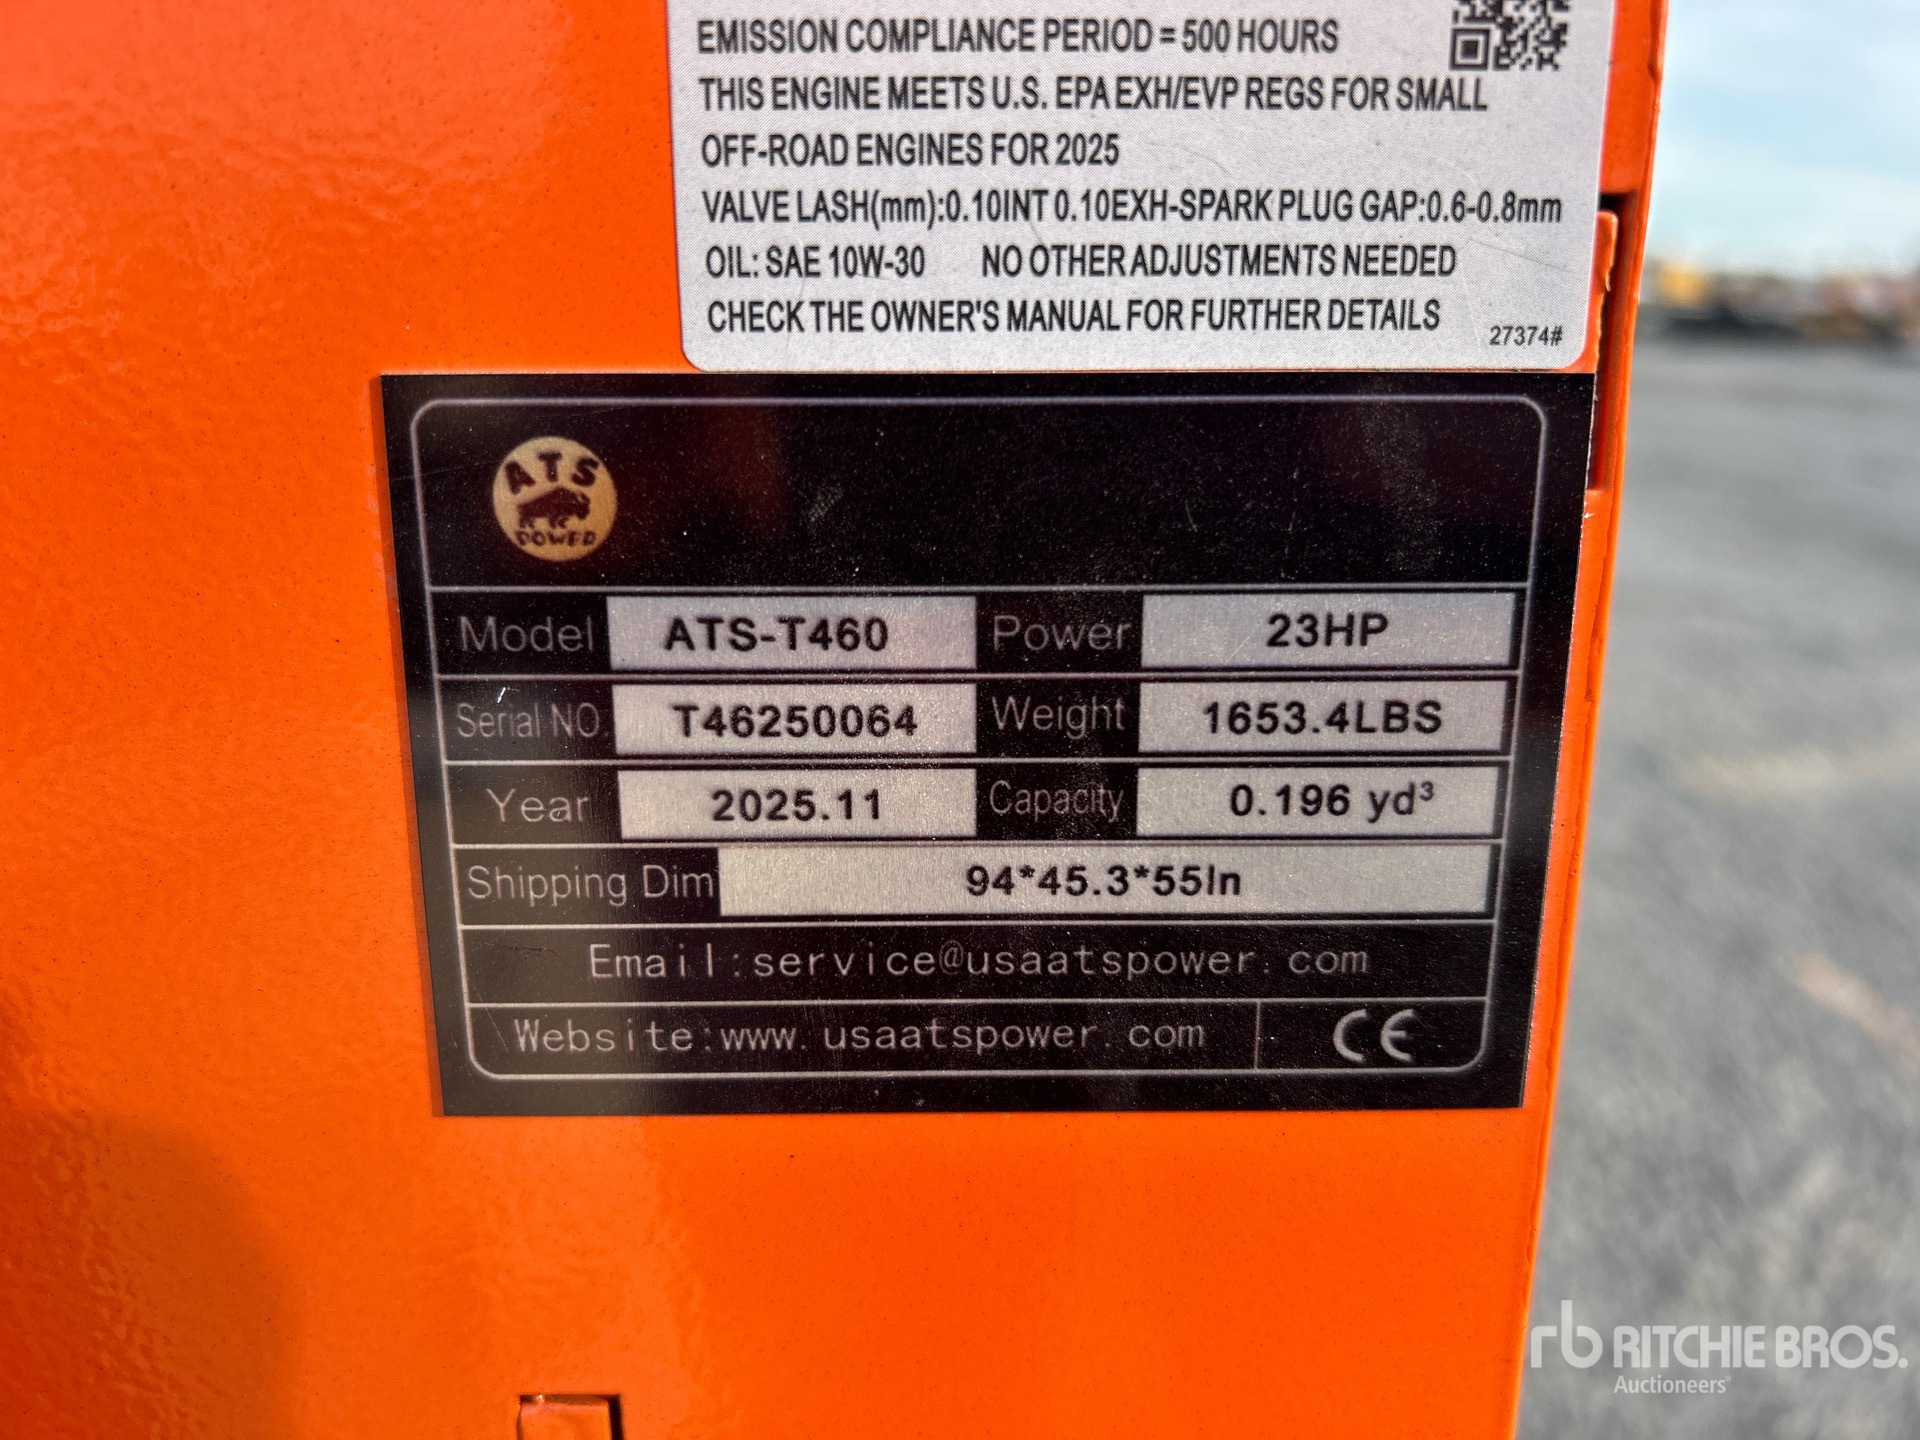 EMISSION COMPLIANCE PERIOD = 500 HOURS
THIS ENGINE MEETS U.S. EPA EXH/EVP REGS FOR SMALL
OFF-ROAD ENGINES FOR 2025
VALVE LASH(mm):0.10INT 0.10EXH-SPARK PLUG GAP:0.6-0.8mm
OIL: SAE 10W-30 NO OTHER ADJUSTMENTS NEEDED
CHECK THE OWNER'S MANUAL FOR FURTHER DETAILS
27374#
ATS
POWER
Model ATS-T460 Power 23HP
Serial NO. T46250064 Weight 1653.4LBS
Year 2025.11 Capacity 0.196 yd³
Shipping Dim 94*45.3*55In
Email:service@usaatspower.com
Website:www.usaatspower.com CE
rb RITCHIE BROS.
Auctioneers